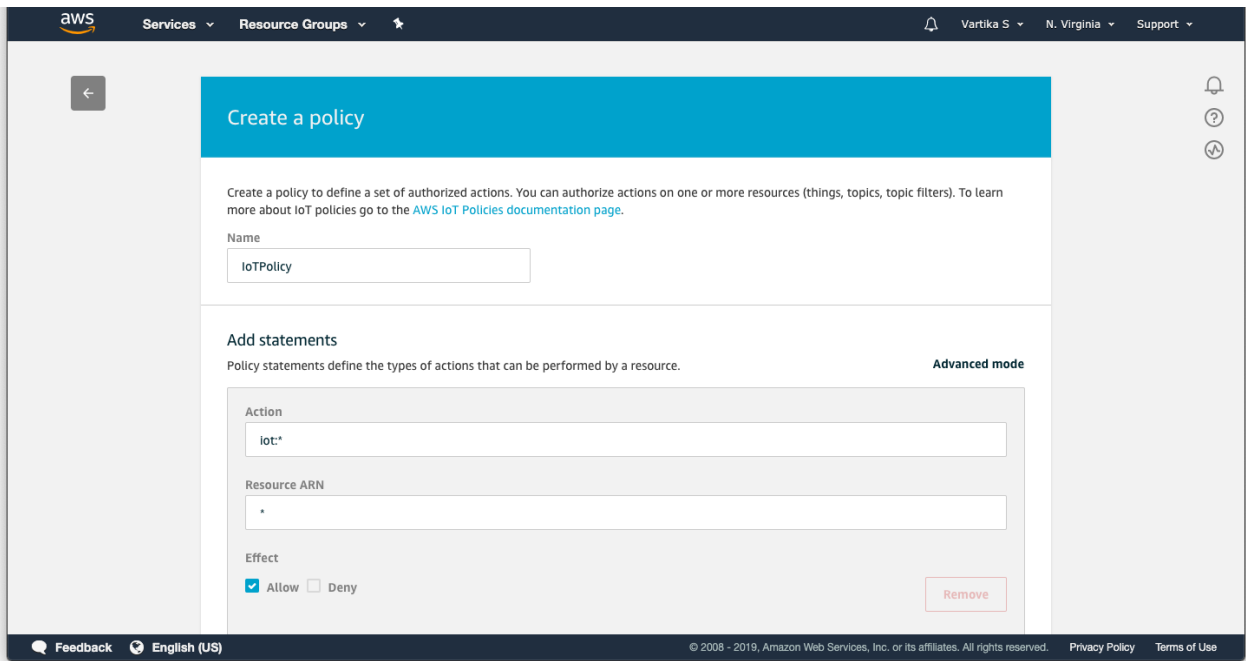 aws Services Resource Groups Vartika S N. Virginia Support
Create a policy
Create a policy to define a set of authorized actions. You can authorize actions on one or more resources (things, topics, topic filters). To learn
more about IoT policies go to the AWS IoT Policies documentation page.
Name
IoTPolicy
Add statements
Policy statements define the types of actions that can be performed by a resource.
Advanced mode
Action
iot:*
Resource ARN
*
Effect
Allow Deny
Remove
Feedback English (US) © 2008 - 2019, Amazon Web Services, Inc. or its affiliates. All rights reserved. Privacy Policy Terms of Use